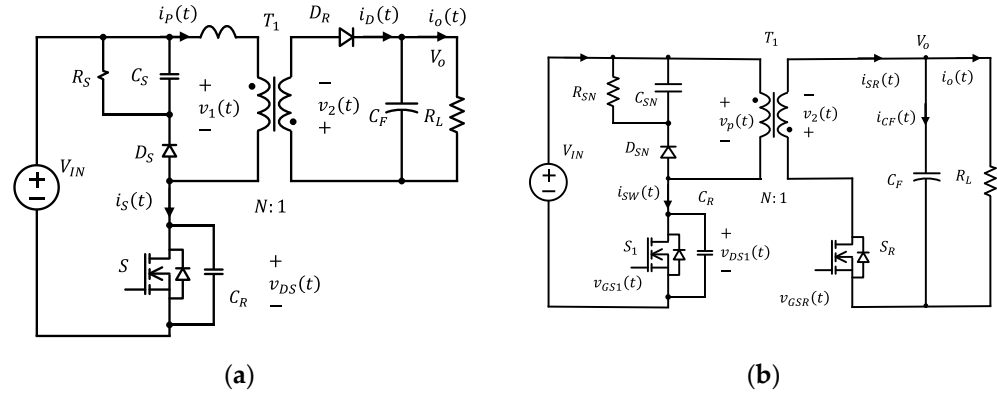 i_P(t)
T_1
D_R
i_D(t)
i_o(t)
V_o
R_S
C_S
+
v_1(t)
−
−
v_2(t)
+
C_F
R_L
D_S
V_IN
i_S(t)
N: 1
S
C_R
+
v_DS(t)
−
(a)
T_1
V_o
i_SR(t)
i_o(t)
R_SN
C_SN
+
v_p(t)
−
−
v_2(t)
+
i_CF(t)
V_IN
D_SN
i_SW(t)
C_R
N: 1
C_F
R_L
S_1
+
v_DS1(t)
−
S_R
v_GS1(t)
v_GSR(t)
(b)